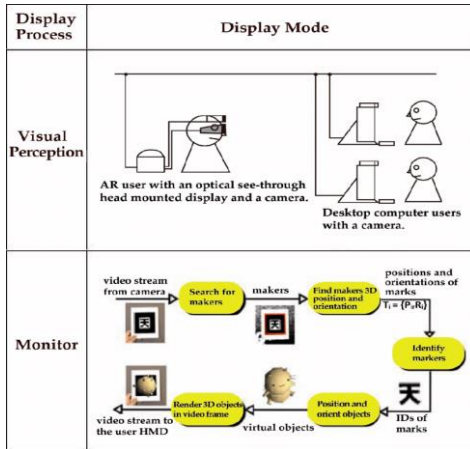 Display
Process
Display Mode
Visual
Perception
AR user with an optical see-through
head mounted display and a camera.
Desktop computer users
with a camera.
Monitor
video stream
from camera
Search for
makers
makers
Find makers 3D
position and
orientation
positions and
orientations of
marks
Tᵢ = {Pᵢ,Rᵢ}
Identify
markers
天
天
天
IDs of
marks
Position and
orient objects
virtual objects
Render 3D objects
in video frame
video stream to
the user HMD